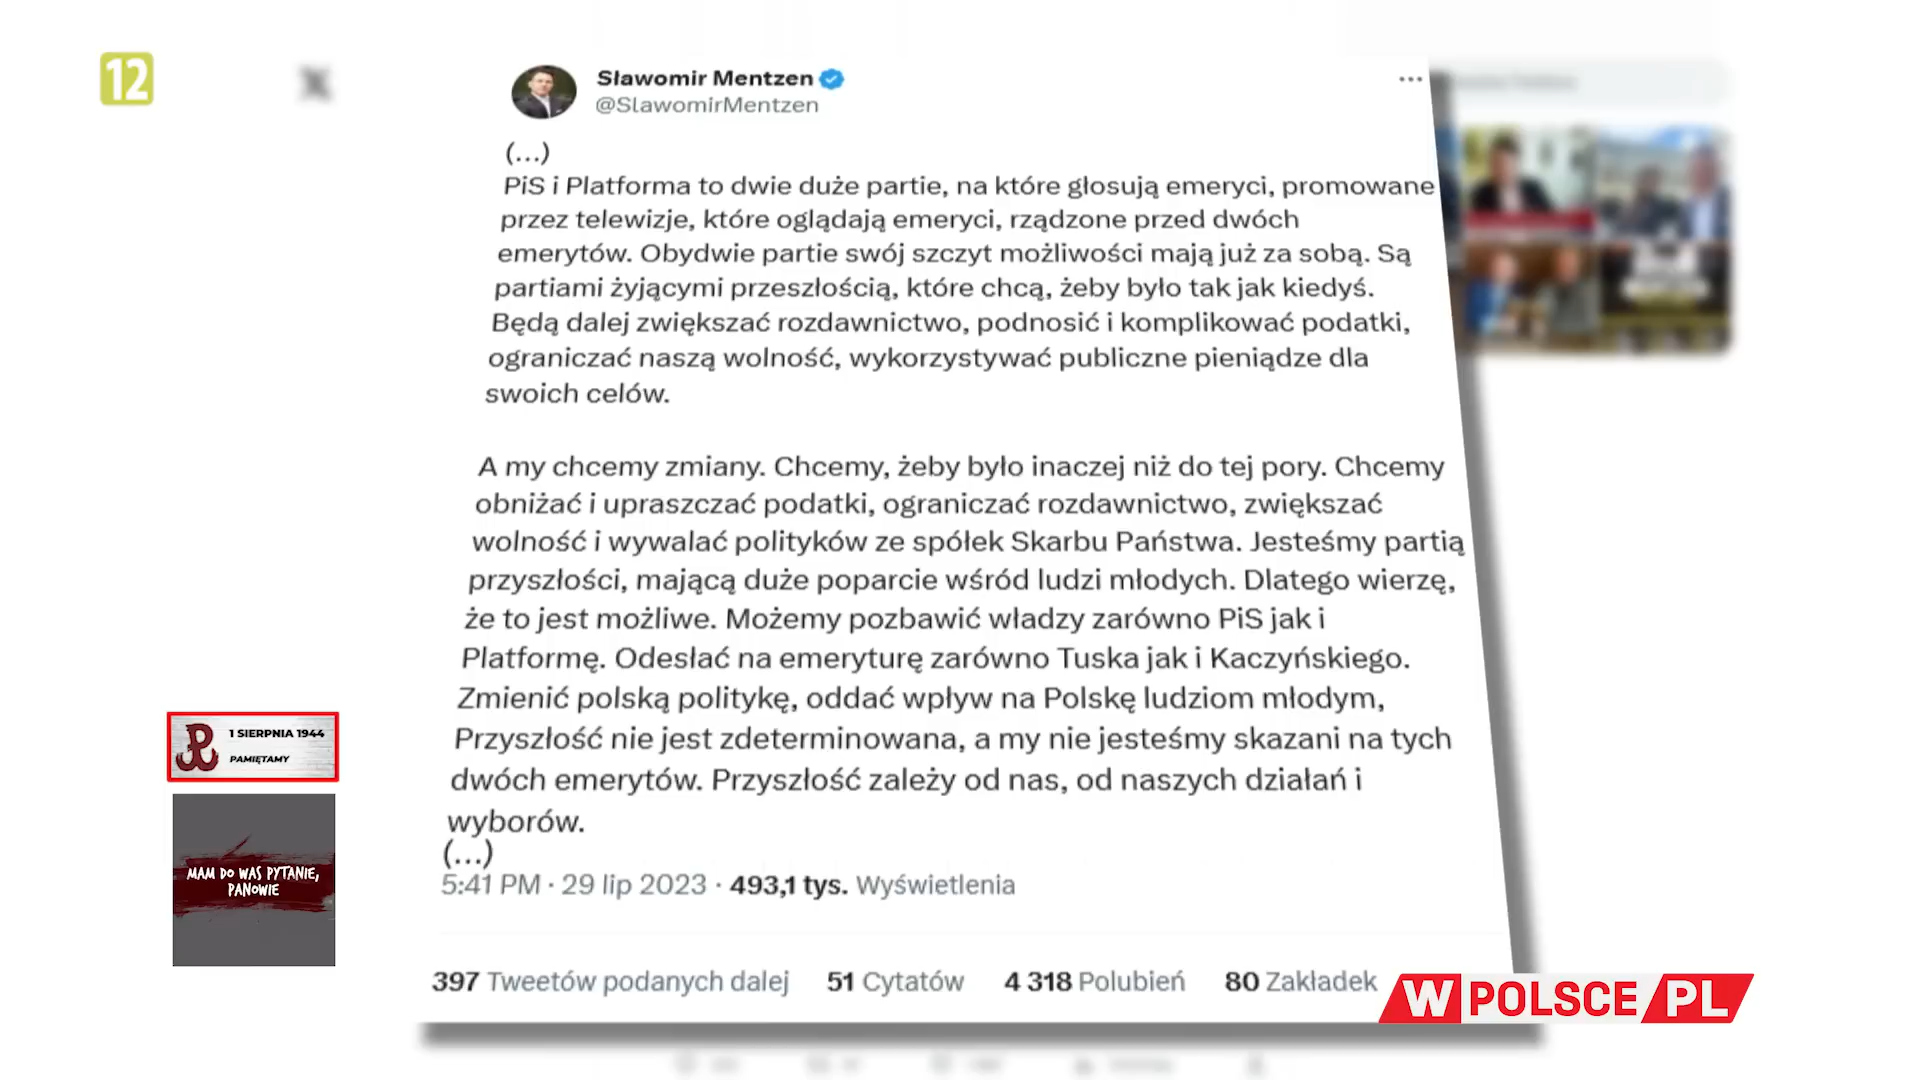 12
Sławomir Mentzen
@SlawomirMentzen
(...)
PiS i Platforma to dwie duże partie, na które głosują emeryci, promowane
przez telewizje, które oglądają emeryci, rządzone przed dwóch
emerytów. Obydwie partie swój szczyt możliwości mają już za sobą. Są
partiami żyjącymi przeszłością, które chcą, żeby było tak jak kiedyś.
Będą dalej zwiększać rozdawnictwo, podnosić i komplikować podatki,
ograniczać naszą wolność, wykorzystywać publiczne pieniądze dla
swoich celów.
A my chcemy zmiany. Chcemy, żeby było inaczej niż do tej pory. Chcemy
obniżać i upraszczać podatki, ograniczać rozdawnictwo, zwiększać
wolność i wywalać polityków ze spółek Skarbu Państwa. Jesteśmy partią
przyszłości, mającą duże poparcie wśród ludzi młodych. Dlatego wierzę,
że to jest możliwe. Możemy pozbawić władzy zarówno PiS jak i
Platformę. Odesłać na emeryturę zarówno Tuska jak i Kaczyńskiego.
Zmienić polską politykę, oddać wpływ na Polskę ludziom młodym,
Przyszłość nie jest zdeterminowana, a my nie jesteśmy skazani na tych
dwóch emerytów. Przyszłość zależy od nas, od naszych działań i
wyborów.
(...)
5:41 PM · 29 lip 2023 · 493,1 tys. Wyświetlenia
397 Tweetów podanych dalej 51 Cytatów 4 318 Polubień 80 Zakładek
1 SIERPNIA 1944
PAMIĘTAMY
MAM DO WAS PYTANIE,
PANOWIE
W POLSCE PL